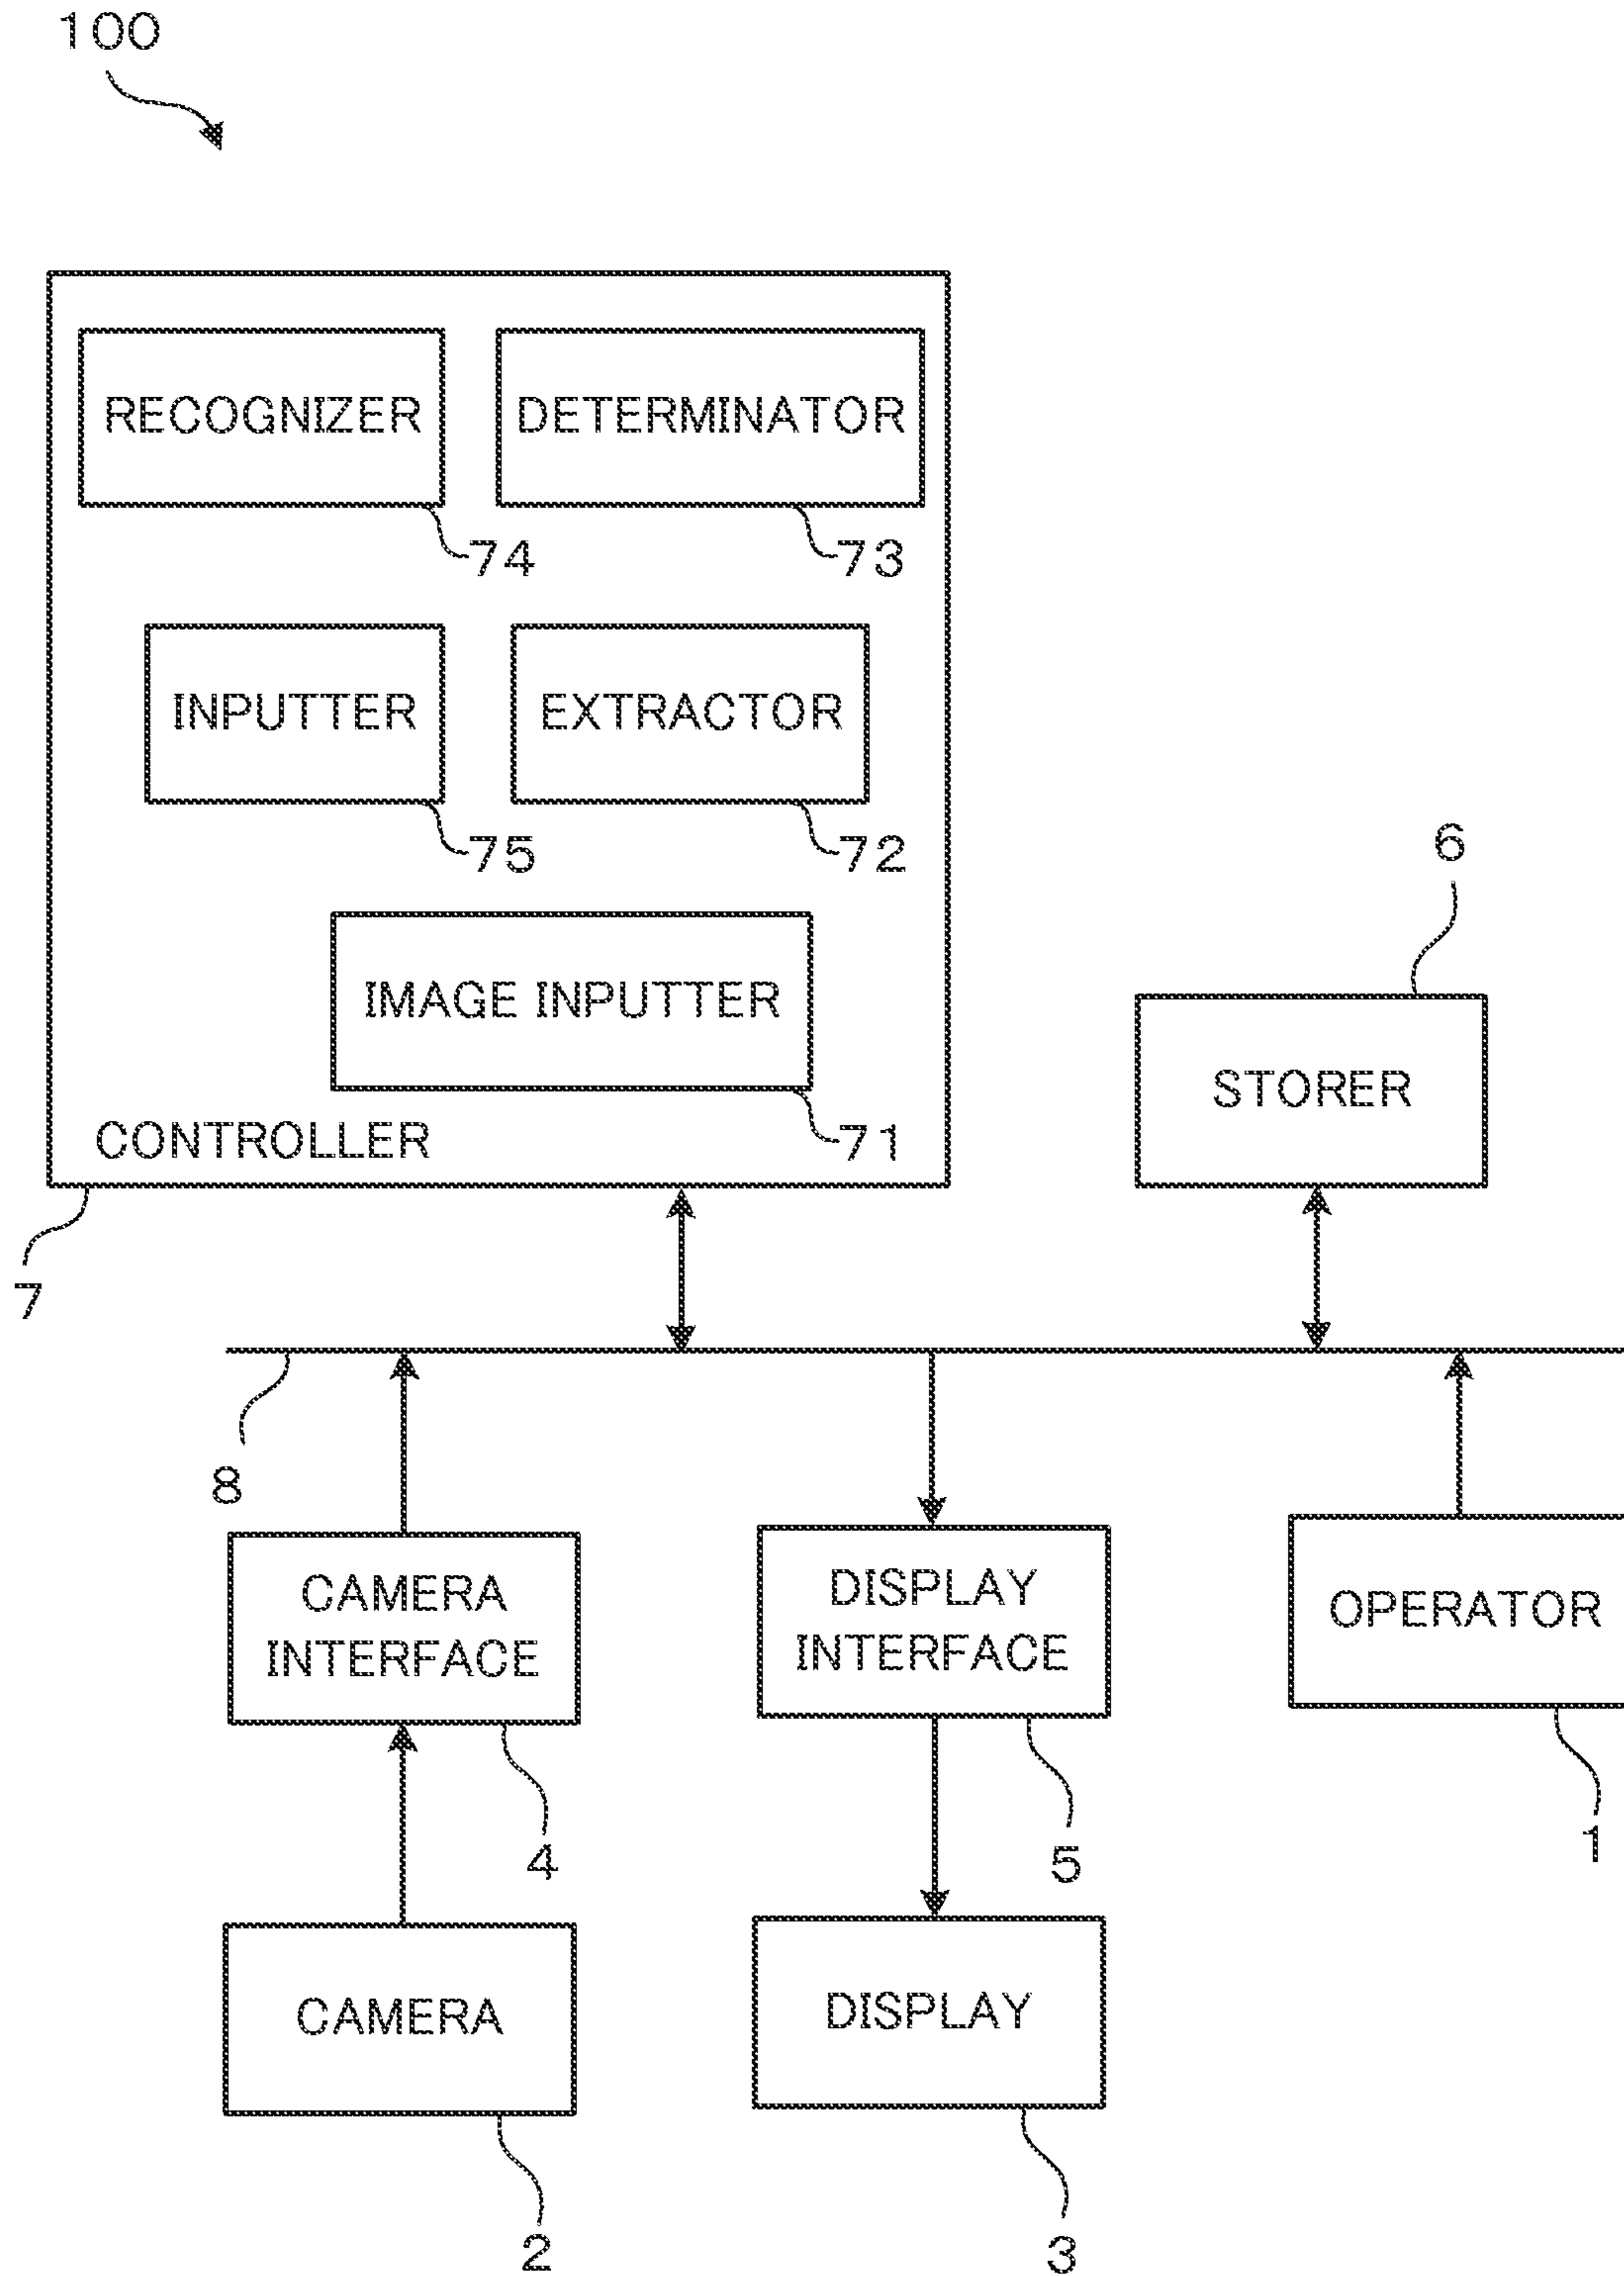 100
RECOGNIZER
DETERMINATOR
74
73
INPUTTER
EXTRACTOR
75
72
6
IMAGE INPUTTER
STORER
CONTROLLER
71
7
8
CAMERA
INTERFACE
DISPLAY
INTERFACE
OPERATOR
4
5
1
CAMERA
DISPLAY
2
3